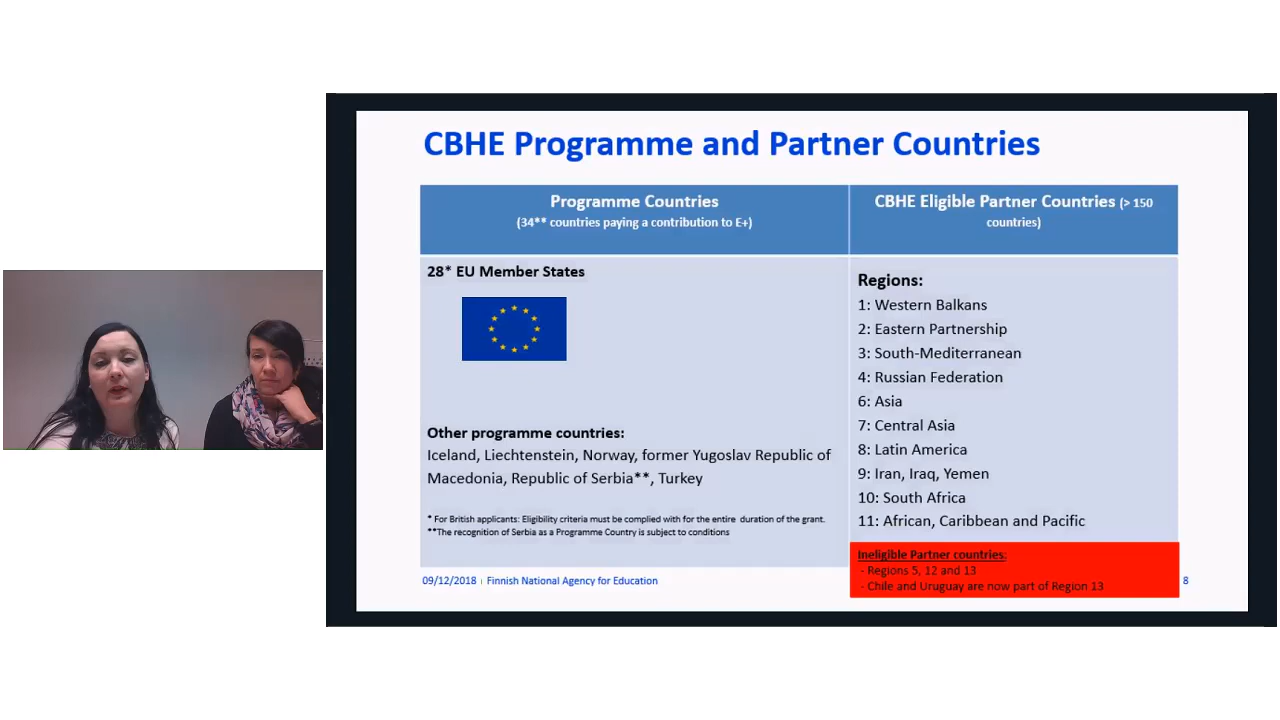 CBHE Programme and Partner Countries
Programme Countries
(34** countries paying a contribution to E+)
CBHE Eligible Partner Countries (> 150
countries)
28* EU Member States
Other programme countries:
Iceland, Liechtenstein, Norway, former Yugoslav Republic of
Macedonia, Republic of Serbia**, Turkey
* For British applicants: Eligibility criteria must be complied with for the entire duration of the grant.
**The recognition of Serbia as a Programme Country is subject to conditions
Regions:
1: Western Balkans
2: Eastern Partnership
3: South-Mediterranean
4: Russian Federation
6: Asia
7: Central Asia
8: Latin America
9: Iran, Iraq, Yemen
10: South Africa
11: African, Caribbean and Pacific
Ineligible Partner countries:
- Regions 5, 12 and 13
- Chile and Uruguay are now part of Region 13
09/12/2018 | Finnish National Agency for Education
8